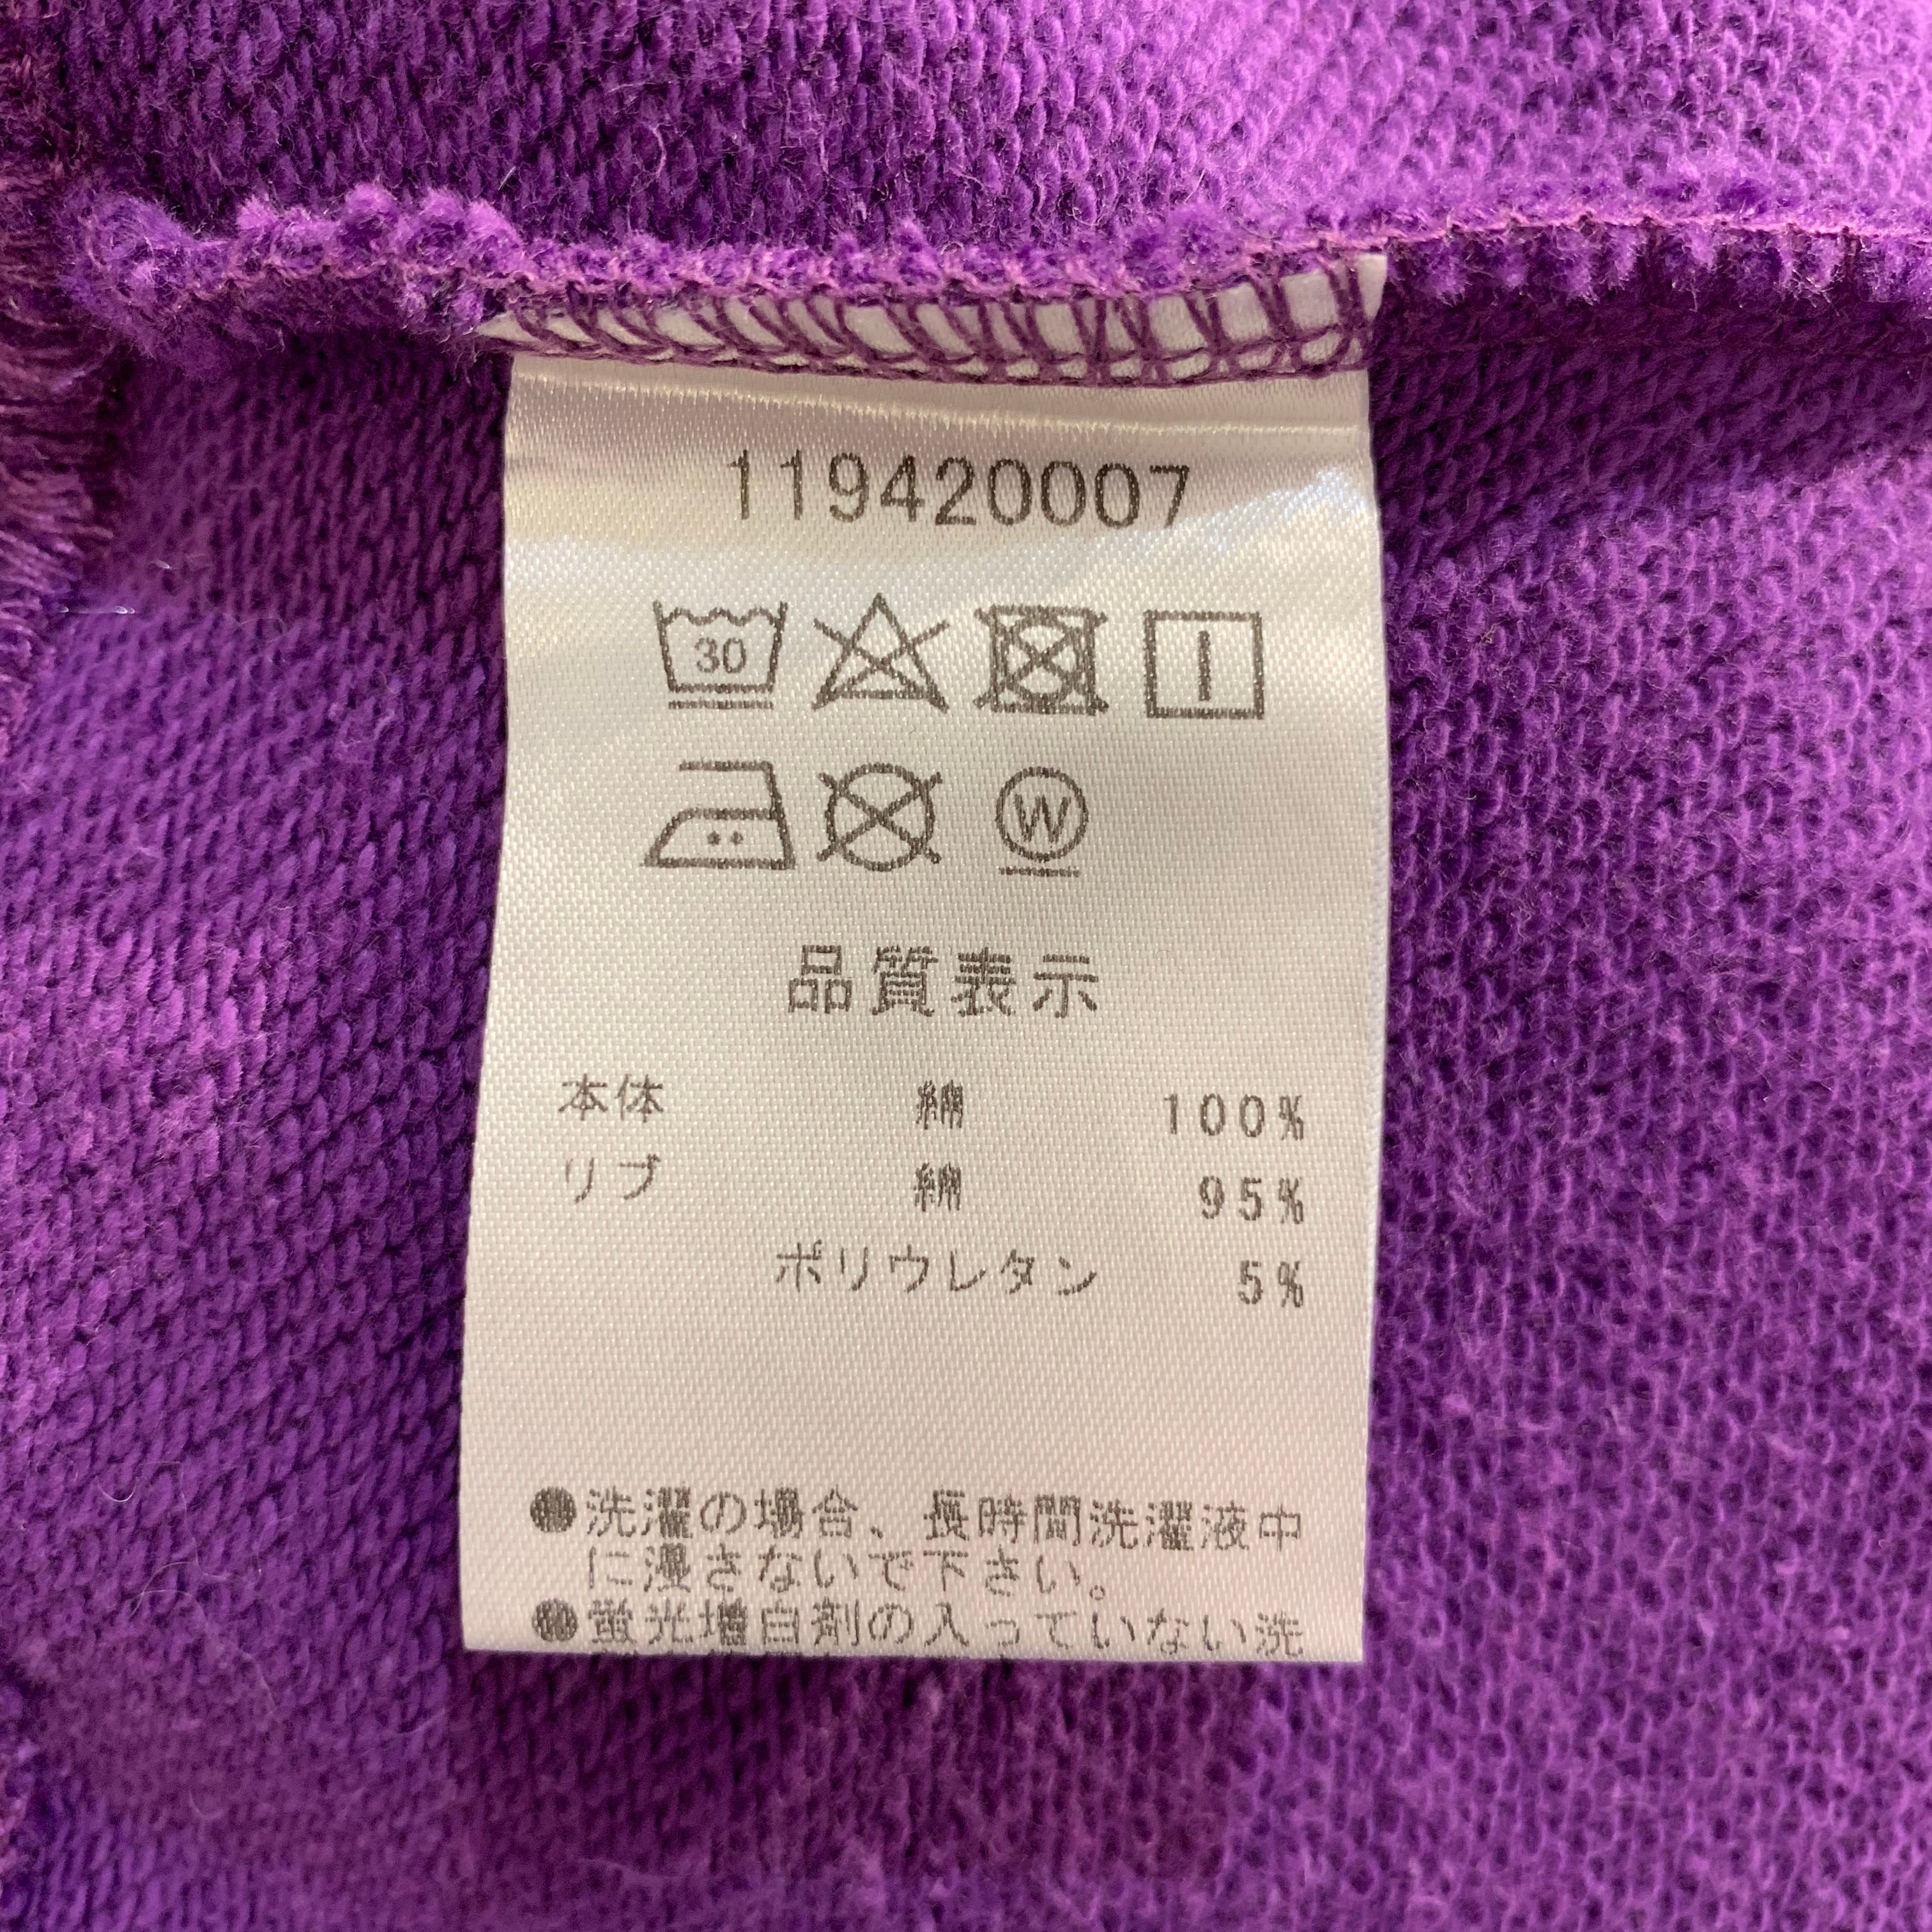 119420007
30
W
品質表示
本体 綿 100%
リブ 綿 95%
ポリウレタン 5%
●洗濯の場合、長時間洗濯液中
に浸さないで下さい。
●蛍光増白剤の入っていない洗